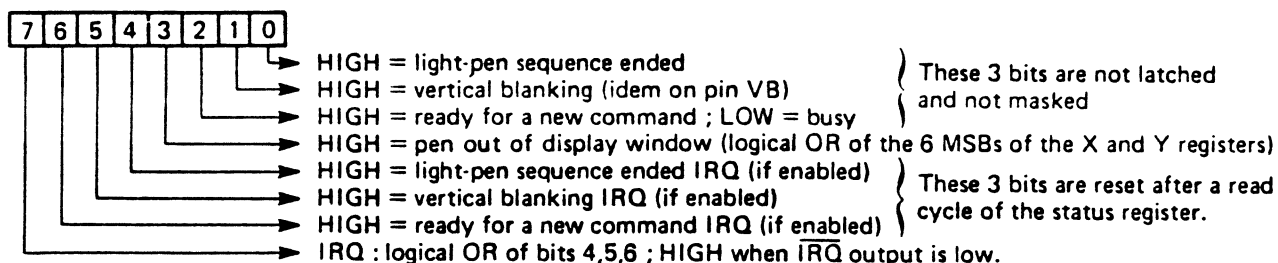 7 6 5 4 3 2 1 0
HIGH = light-pen sequence ended
HIGH = vertical blanking (idem on pin VB)
HIGH = ready for a new command ; LOW = busy
These 3 bits are not latched
and not masked
HIGH = pen out of display window (logical OR of the 6 MSBs of the X and Y registers)
HIGH = light-pen sequence ended IRQ (if enabled)
HIGH = vertical blanking IRQ (if enabled)
HIGH = ready for a new command IRQ (if enabled)
These 3 bits are reset after a read
cycle of the status register.
IRQ : logical OR of bits 4,5,6 ; HIGH when I̅R̅Q̅ output is low.